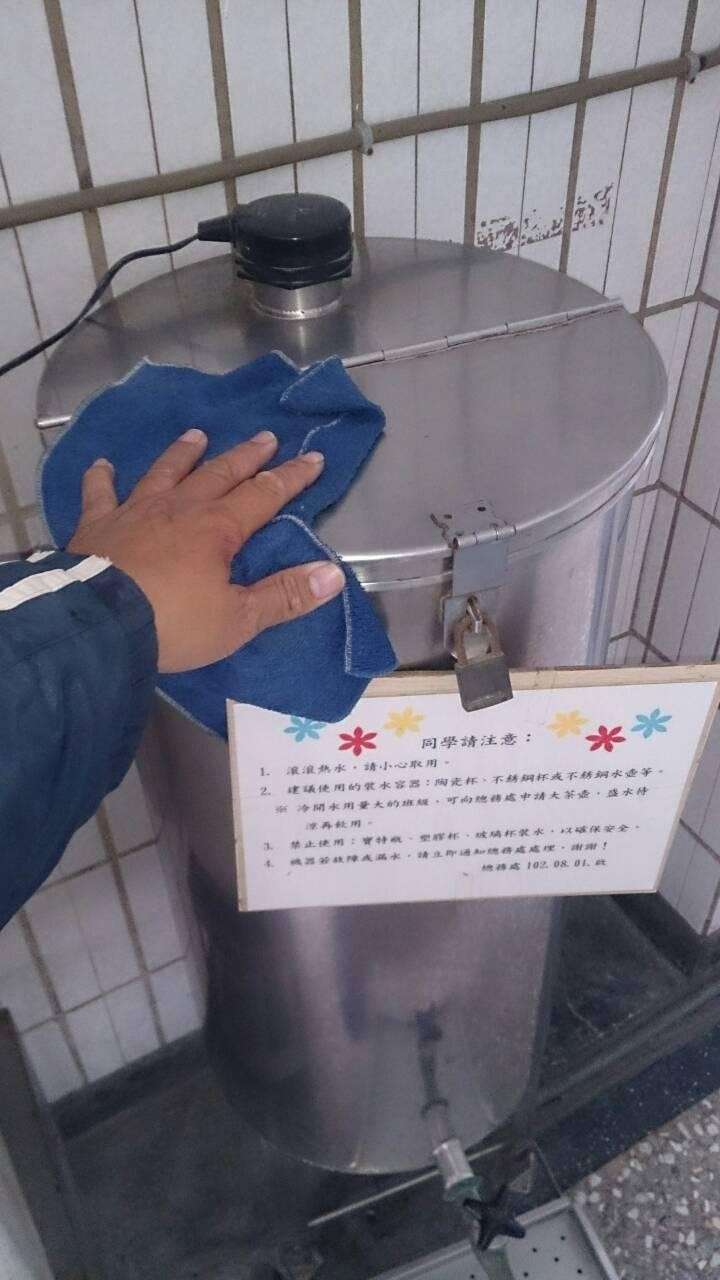 同學請注意：
1. 滾滾熱水，請小心取用。
2. 建議使用的裝水容器：陶瓷杯、不銹鋼杯或不銹鋼水壺等。
※ 冷開水用量大的班級，可向總務處申請大茶壺，盛水待
涼再飲用。
3. 禁止使用：寶特瓶、塑膠杯、玻璃杯裝水，以確保安全。
4. 機器若故障或漏水，請立即通知總務處處理，謝謝！
總務處 102.08.01.啟